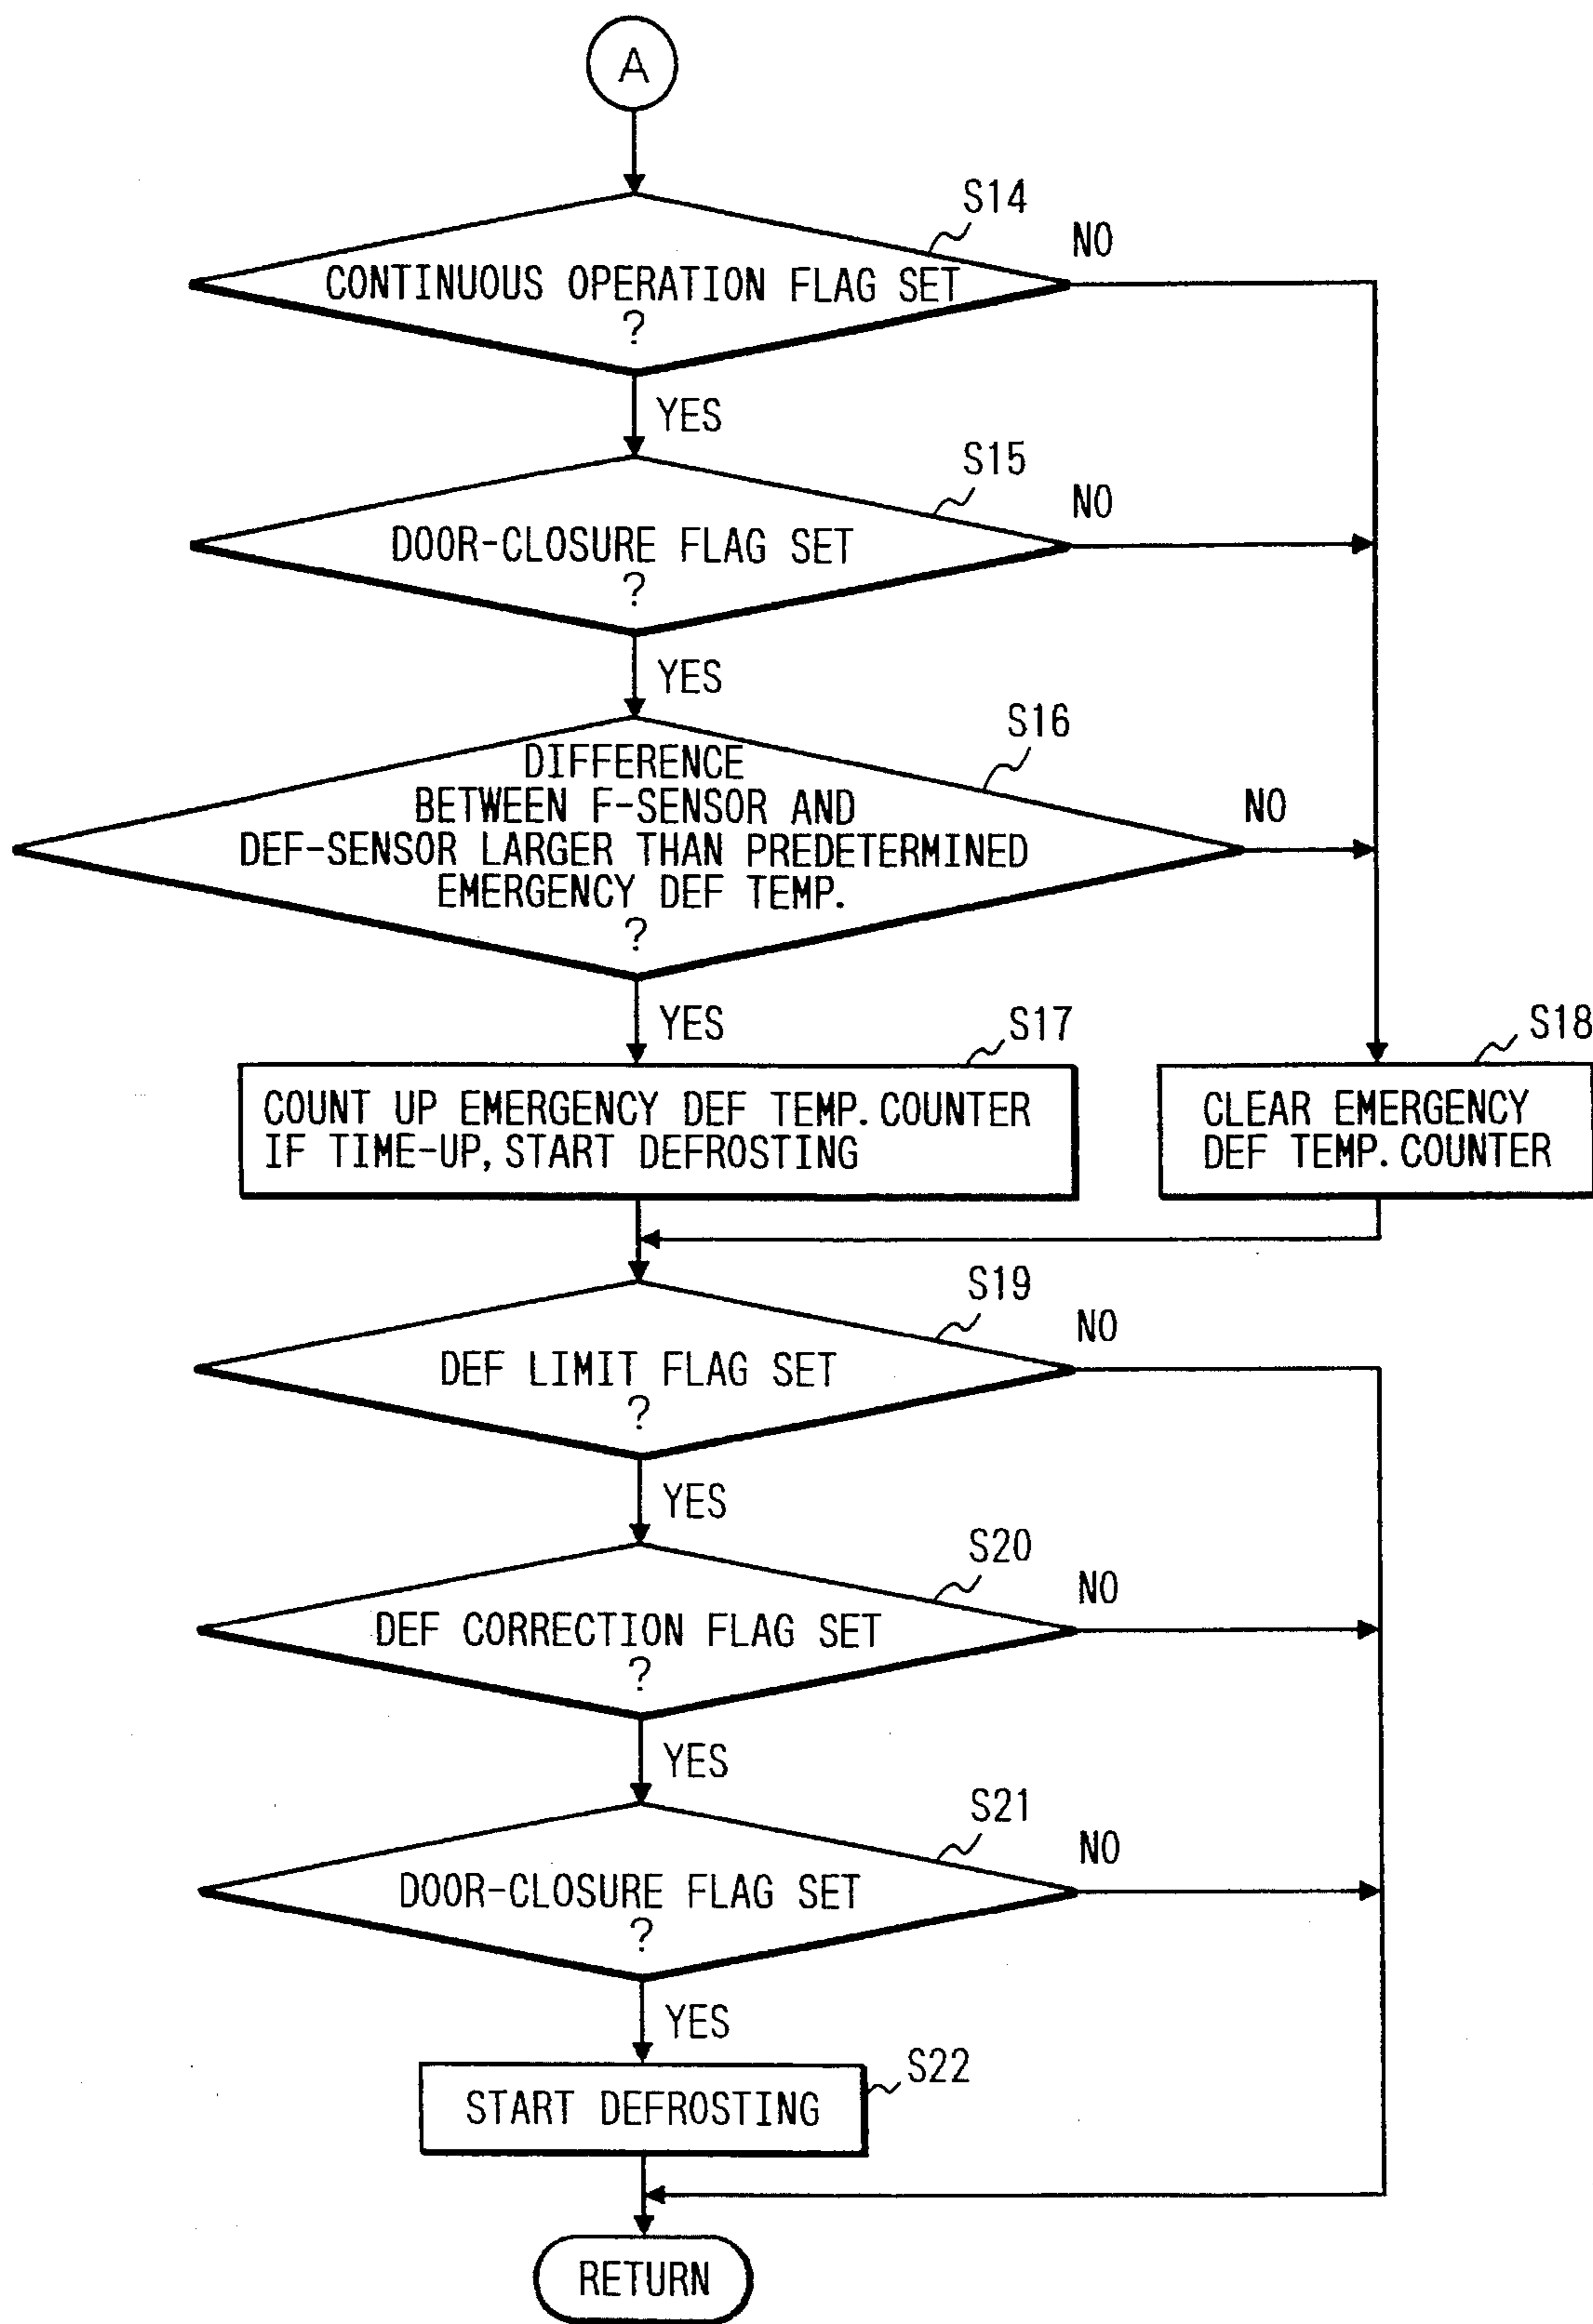 A
S14
NO
CONTINUOUS OPERATION FLAG SET
?
YES
S15
NO
DOOR-CLOSURE FLAG SET
?
YES
S16
DIFFERENCE
BETWEEN F-SENSOR AND
NO
DEF-SENSOR LARGER THAN PREDETERMINED
EMERGENCY DEF TEMP.
?
YES
S17
S18
COUNT UP EMERGENCY DEF TEMP. COUNTER
IF TIME-UP, START DEFROSTING
CLEAR EMERGENCY
DEF TEMP. COUNTER
S19
NO
DEF LIMIT FLAG SET
?
YES
S20
NO
DEF CORRECTION FLAG SET
?
YES
S21
NO
DOOR-CLOSURE FLAG SET
?
YES
S22
START DEFROSTING
RETURN